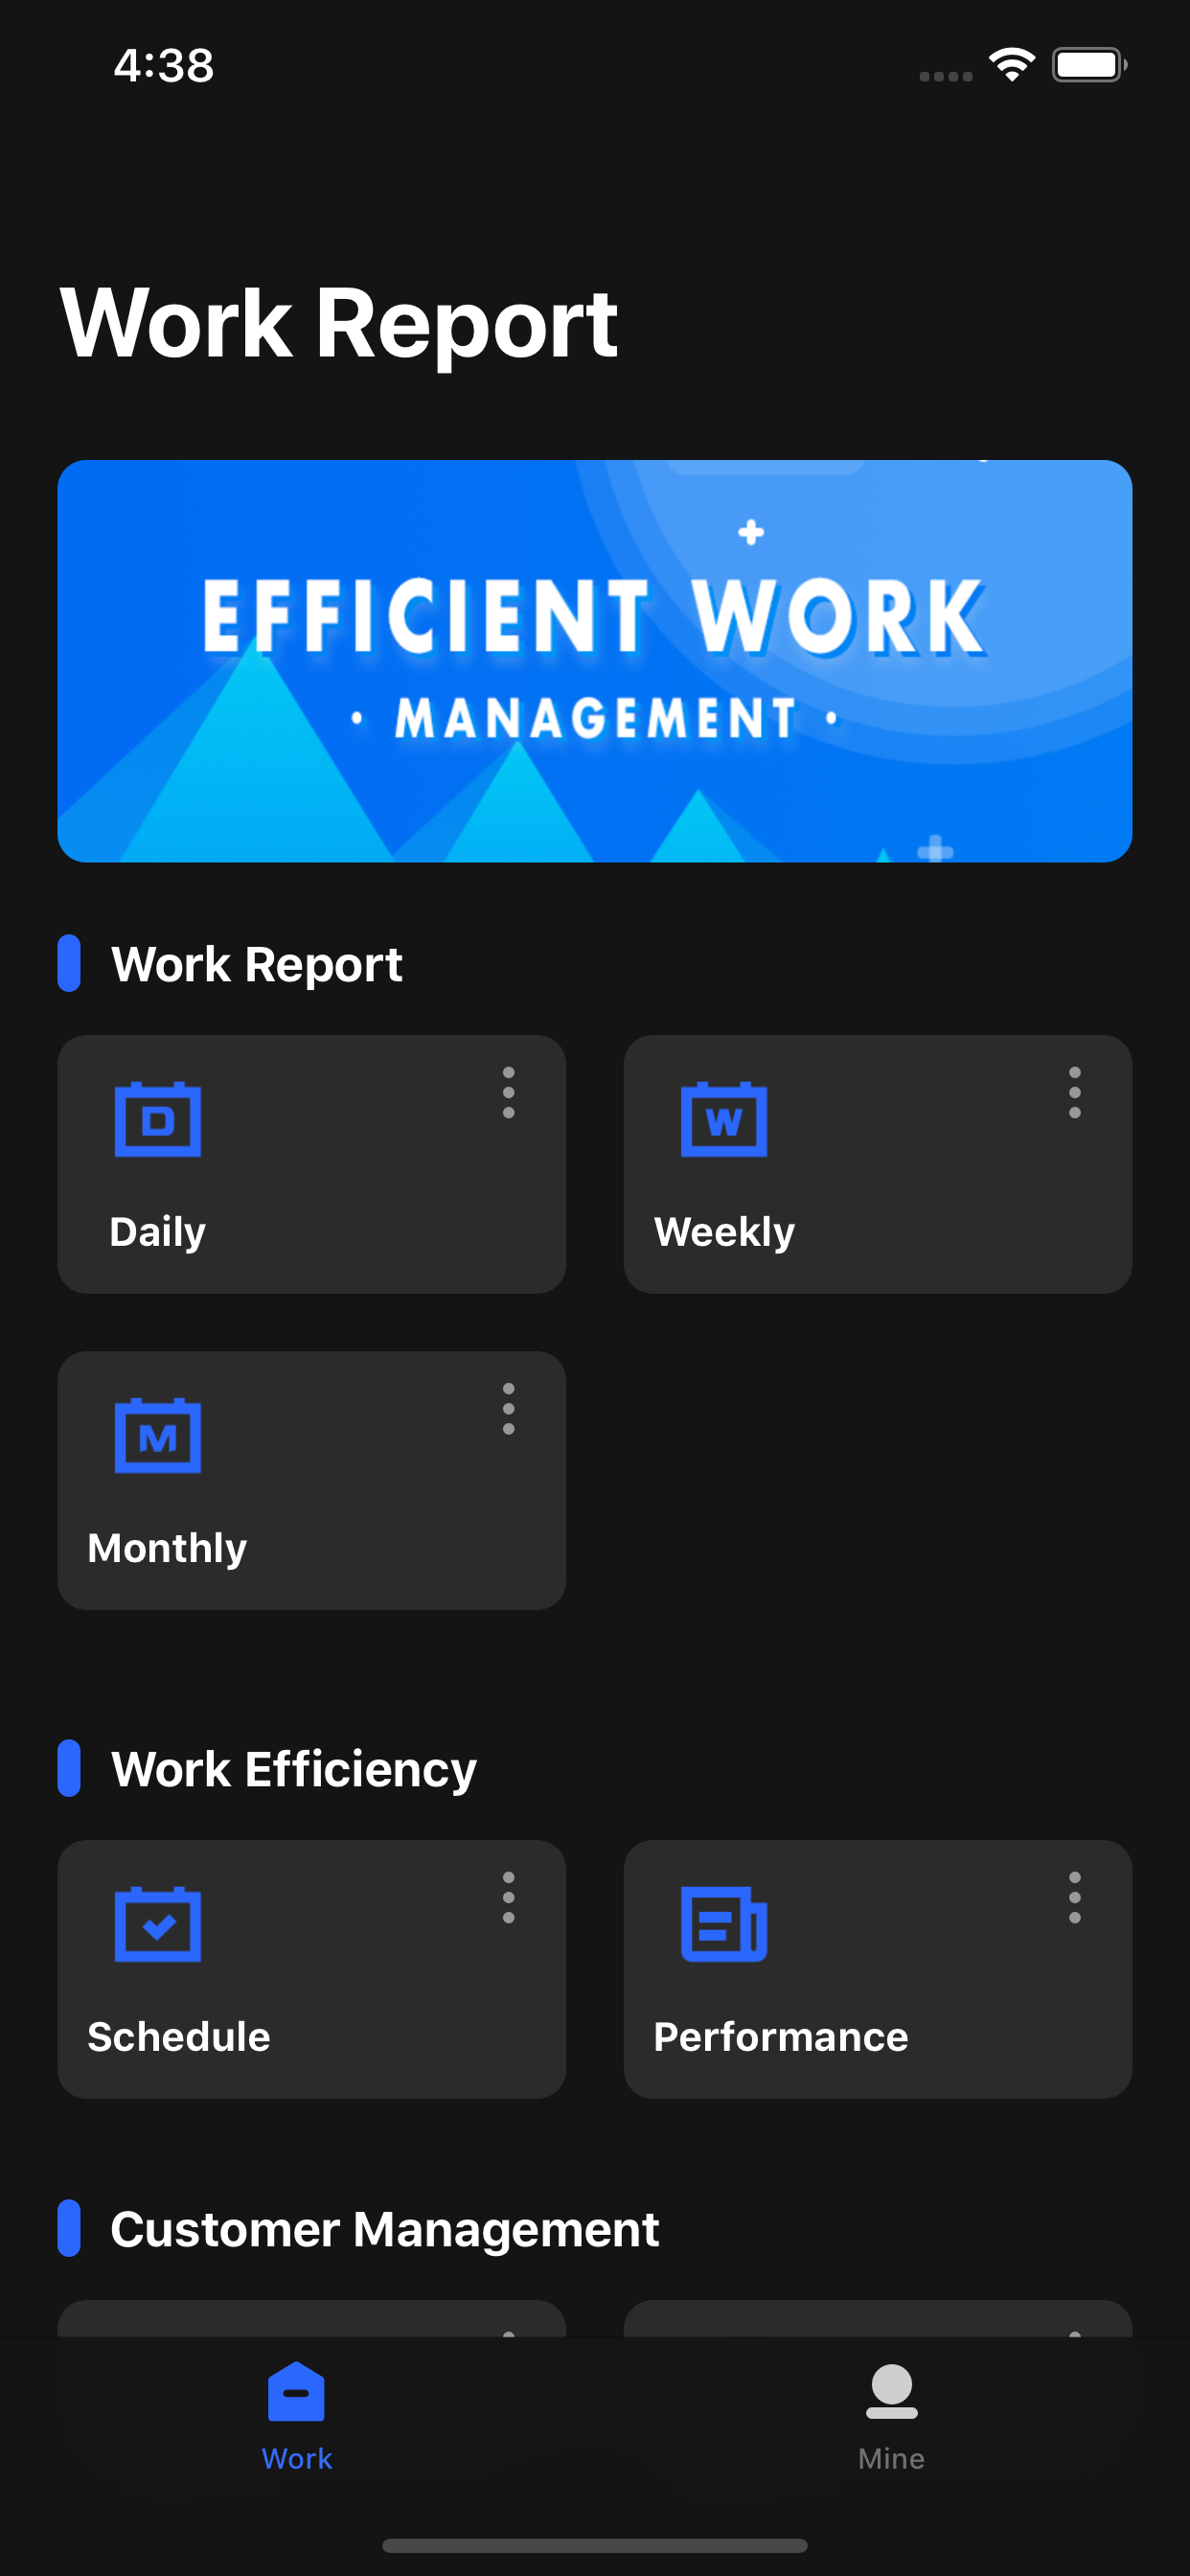 4:38
Work Report
EFFICIENT WORK
· MANAGEMENT ·
Work Report
D
W
Daily
Weekly
M
Monthly
Work Efficiency
Schedule
Performance
Customer Management
Work
Mine